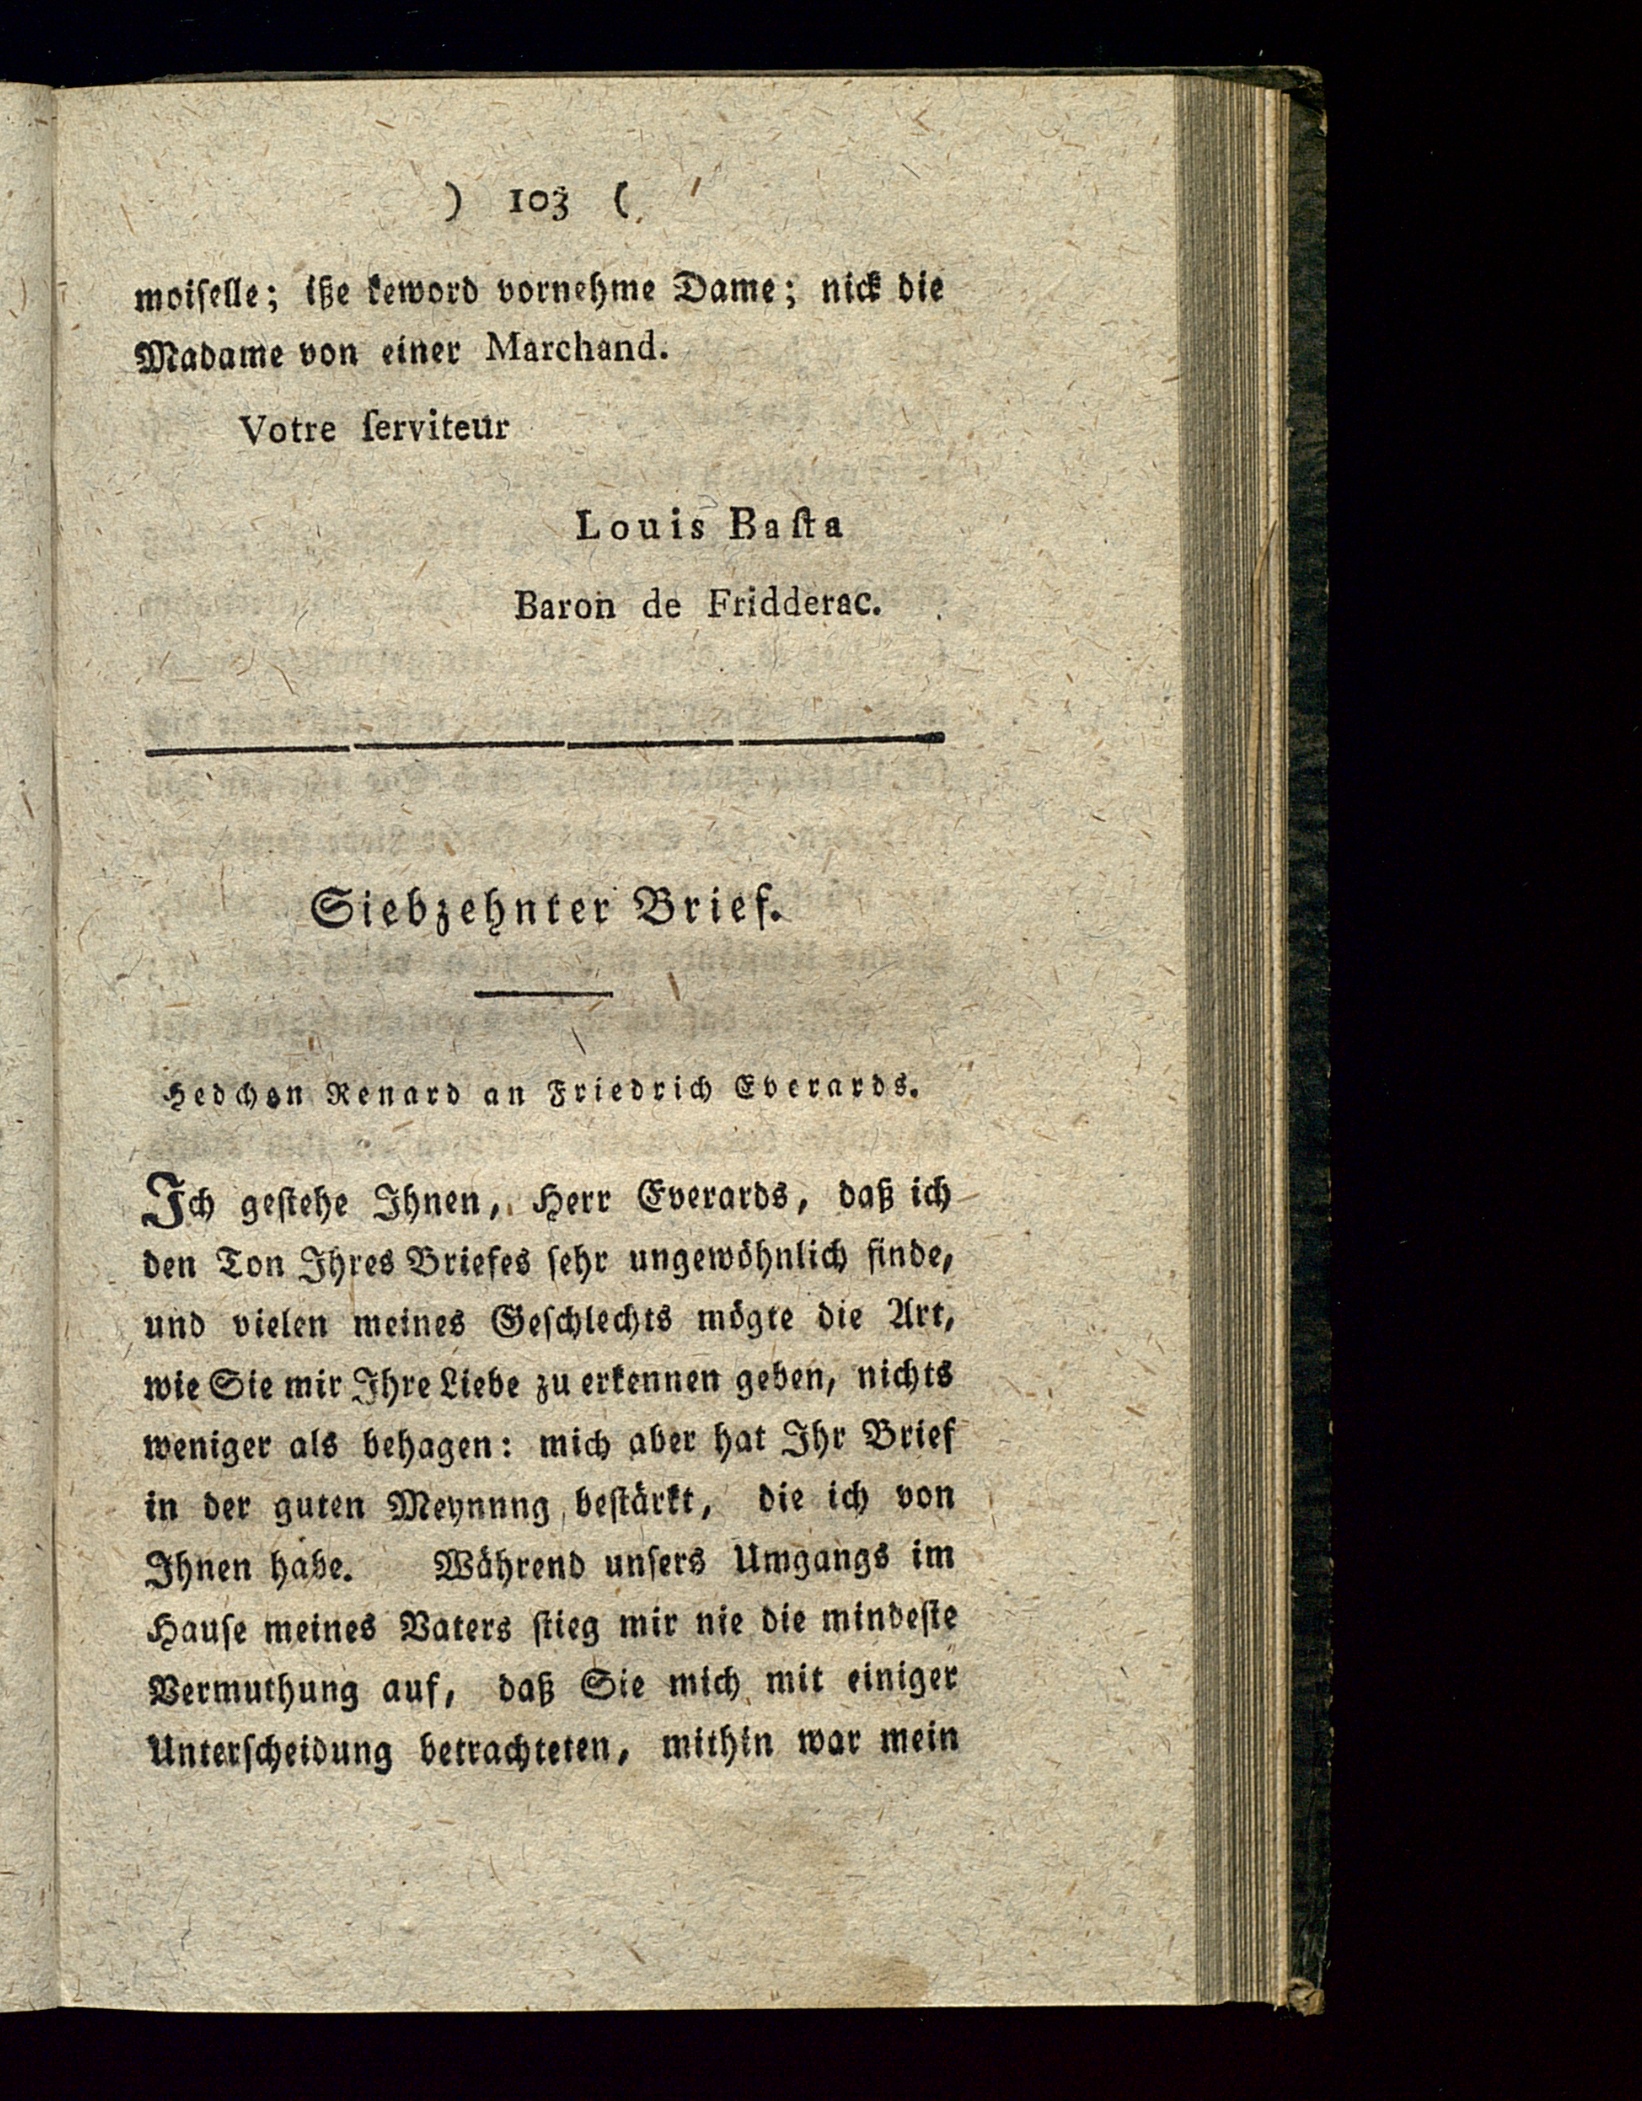 ) 103 (
moiſelle; iße keword vornehme Dame; nick die
Madame von einer Marchand.
Votre ſerviteur
Louis Baſta
Baron de Fridderac.
Siebzehnter Brief.
Hedchen Renard an Friedrich Everards.
Ich geſtehe Ihnen, Herr Everards, daß ich
den Ton Ihres Briefes ſehr ungewöhnlich finde,
und vielen meines Geſchlechts mögte die Art,
wie Sie mir Ihre Liebe zu erkennen geben, nichts
weniger als behagen: mich aber hat Ihr Brief
in der guten Meynnng beſtärkt, die ich von
Ihnen habe. Während unſers Umgangs im
Hauſe meines Vaters ſtieg mir nie die mindeſte
Vermuthung auf, daß Sie mich mit einiger
Unterſcheidung betrachteten, mithin war mein